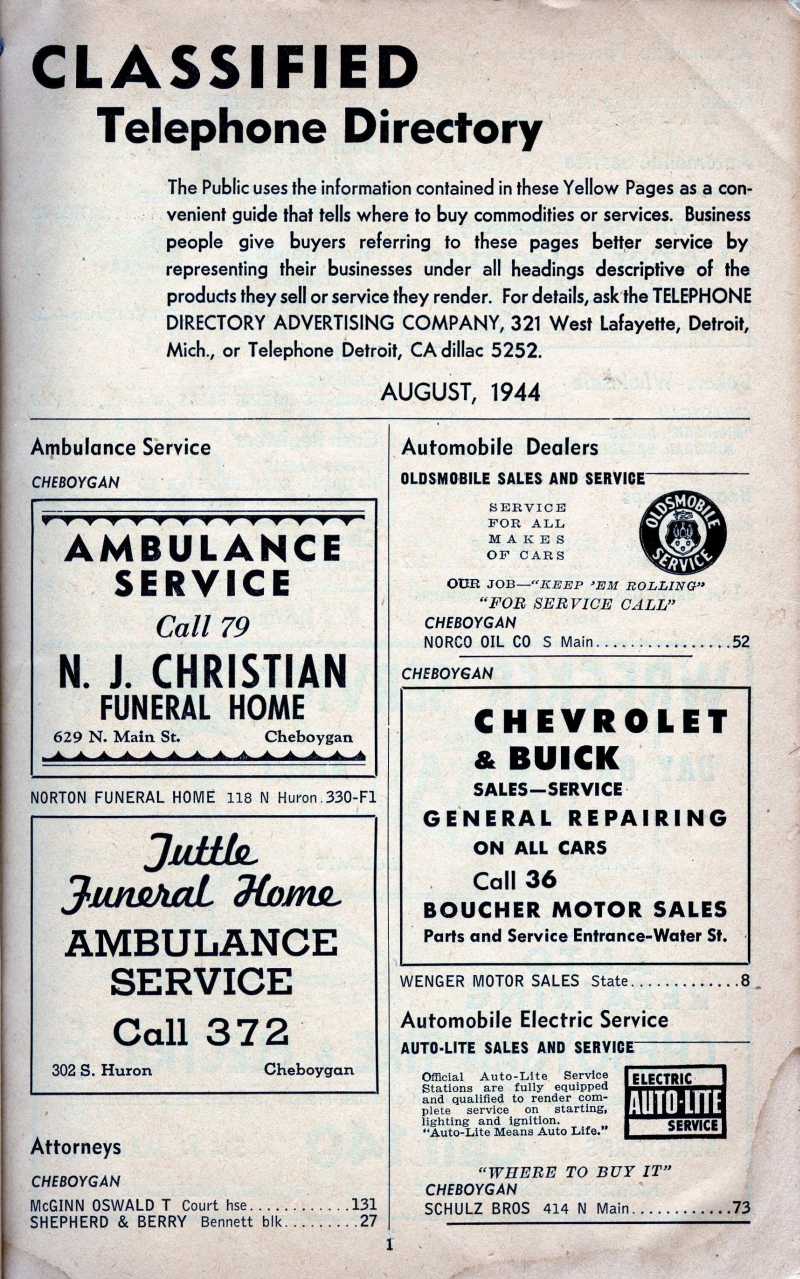 CLASSIFIED
Telephone Directory
The Public uses the information contained in these Yellow Pages as a con-
venient guide that tells where to buy commodities or services. Business
people give buyers referring to these pages better service by
representing their businesses under all headings descriptive of the
products they sell or service they render. For details, ask the TELEPHONE
DIRECTORY ADVERTISING COMPANY, 321 West Lafayette, Detroit,
Mich., or Telephone Detroit, CAdillac 5252.
AUGUST, 1944
Ambulance Service
CHEBOYGAN
AMBULANCE
SERVICE
Call 79
N. J. CHRISTIAN
FUNERAL HOME
629 N. Main St. Cheboygan
NORTON FUNERAL HOME 118 N Huron.330-F1
Tuttle
Funeral Home
AMBULANCE
SERVICE
Call 372
302 S. Huron Cheboygan
Attorneys
CHEBOYGAN
McGINN OSWALD T Court hse............131
SHEPHERD & BERRY Bennett blk.........27
Automobile Dealers
OLDSMOBILE SALES AND SERVICE
SERVICE
FOR ALL
MAKES
OF CARS
OLDSMOBILE
SERVICE
OUR JOB—"KEEP 'EM ROLLING"
"FOR SERVICE CALL"
CHEBOYGAN
NORCO OIL CO S Main................52
CHEBOYGAN
CHEVROLET
& BUICK
SALES—SERVICE
GENERAL REPAIRING
ON ALL CARS
Call 36
BOUCHER MOTOR SALES
Parts and Service Entrance-Water St.
WENGER MOTOR SALES State.............8
Automobile Electric Service
AUTO-LITE SALES AND SERVICE
Official Auto-Lite Service
Stations are fully equipped
and qualified to render com-
plete service on starting,
lighting and ignition.
"Auto-Lite Means Auto Life."
ELECTRIC
AUTO-LITE
SERVICE
"WHERE TO BUY IT"
CHEBOYGAN
SCHULZ BROS 414 N Main............73
1